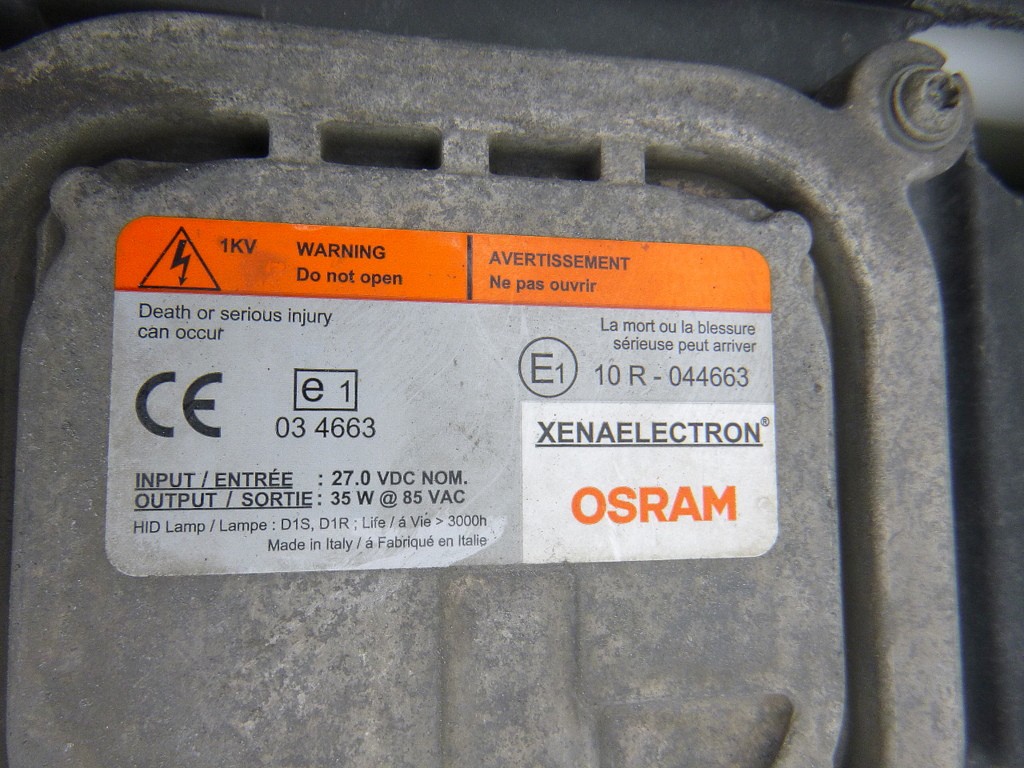 1KV WARNING
Do not open
AVERTISSEMENT
Ne pas ouvrir
Death or serious injury
can occur
La mort ou la blessure
sérieuse peut arriver
CE
e 1
03 4663
E1 10 R - 044663
XENAELECTRON®
OSRAM
INPUT / ENTRÉE : 27.0 VDC NOM.
OUTPUT / SORTIE : 35 W @ 85 VAC
HID Lamp / Lampe : D1S, D1R ; Life / á Vie > 3000h
Made in Italy / á Fabriqué en Italie